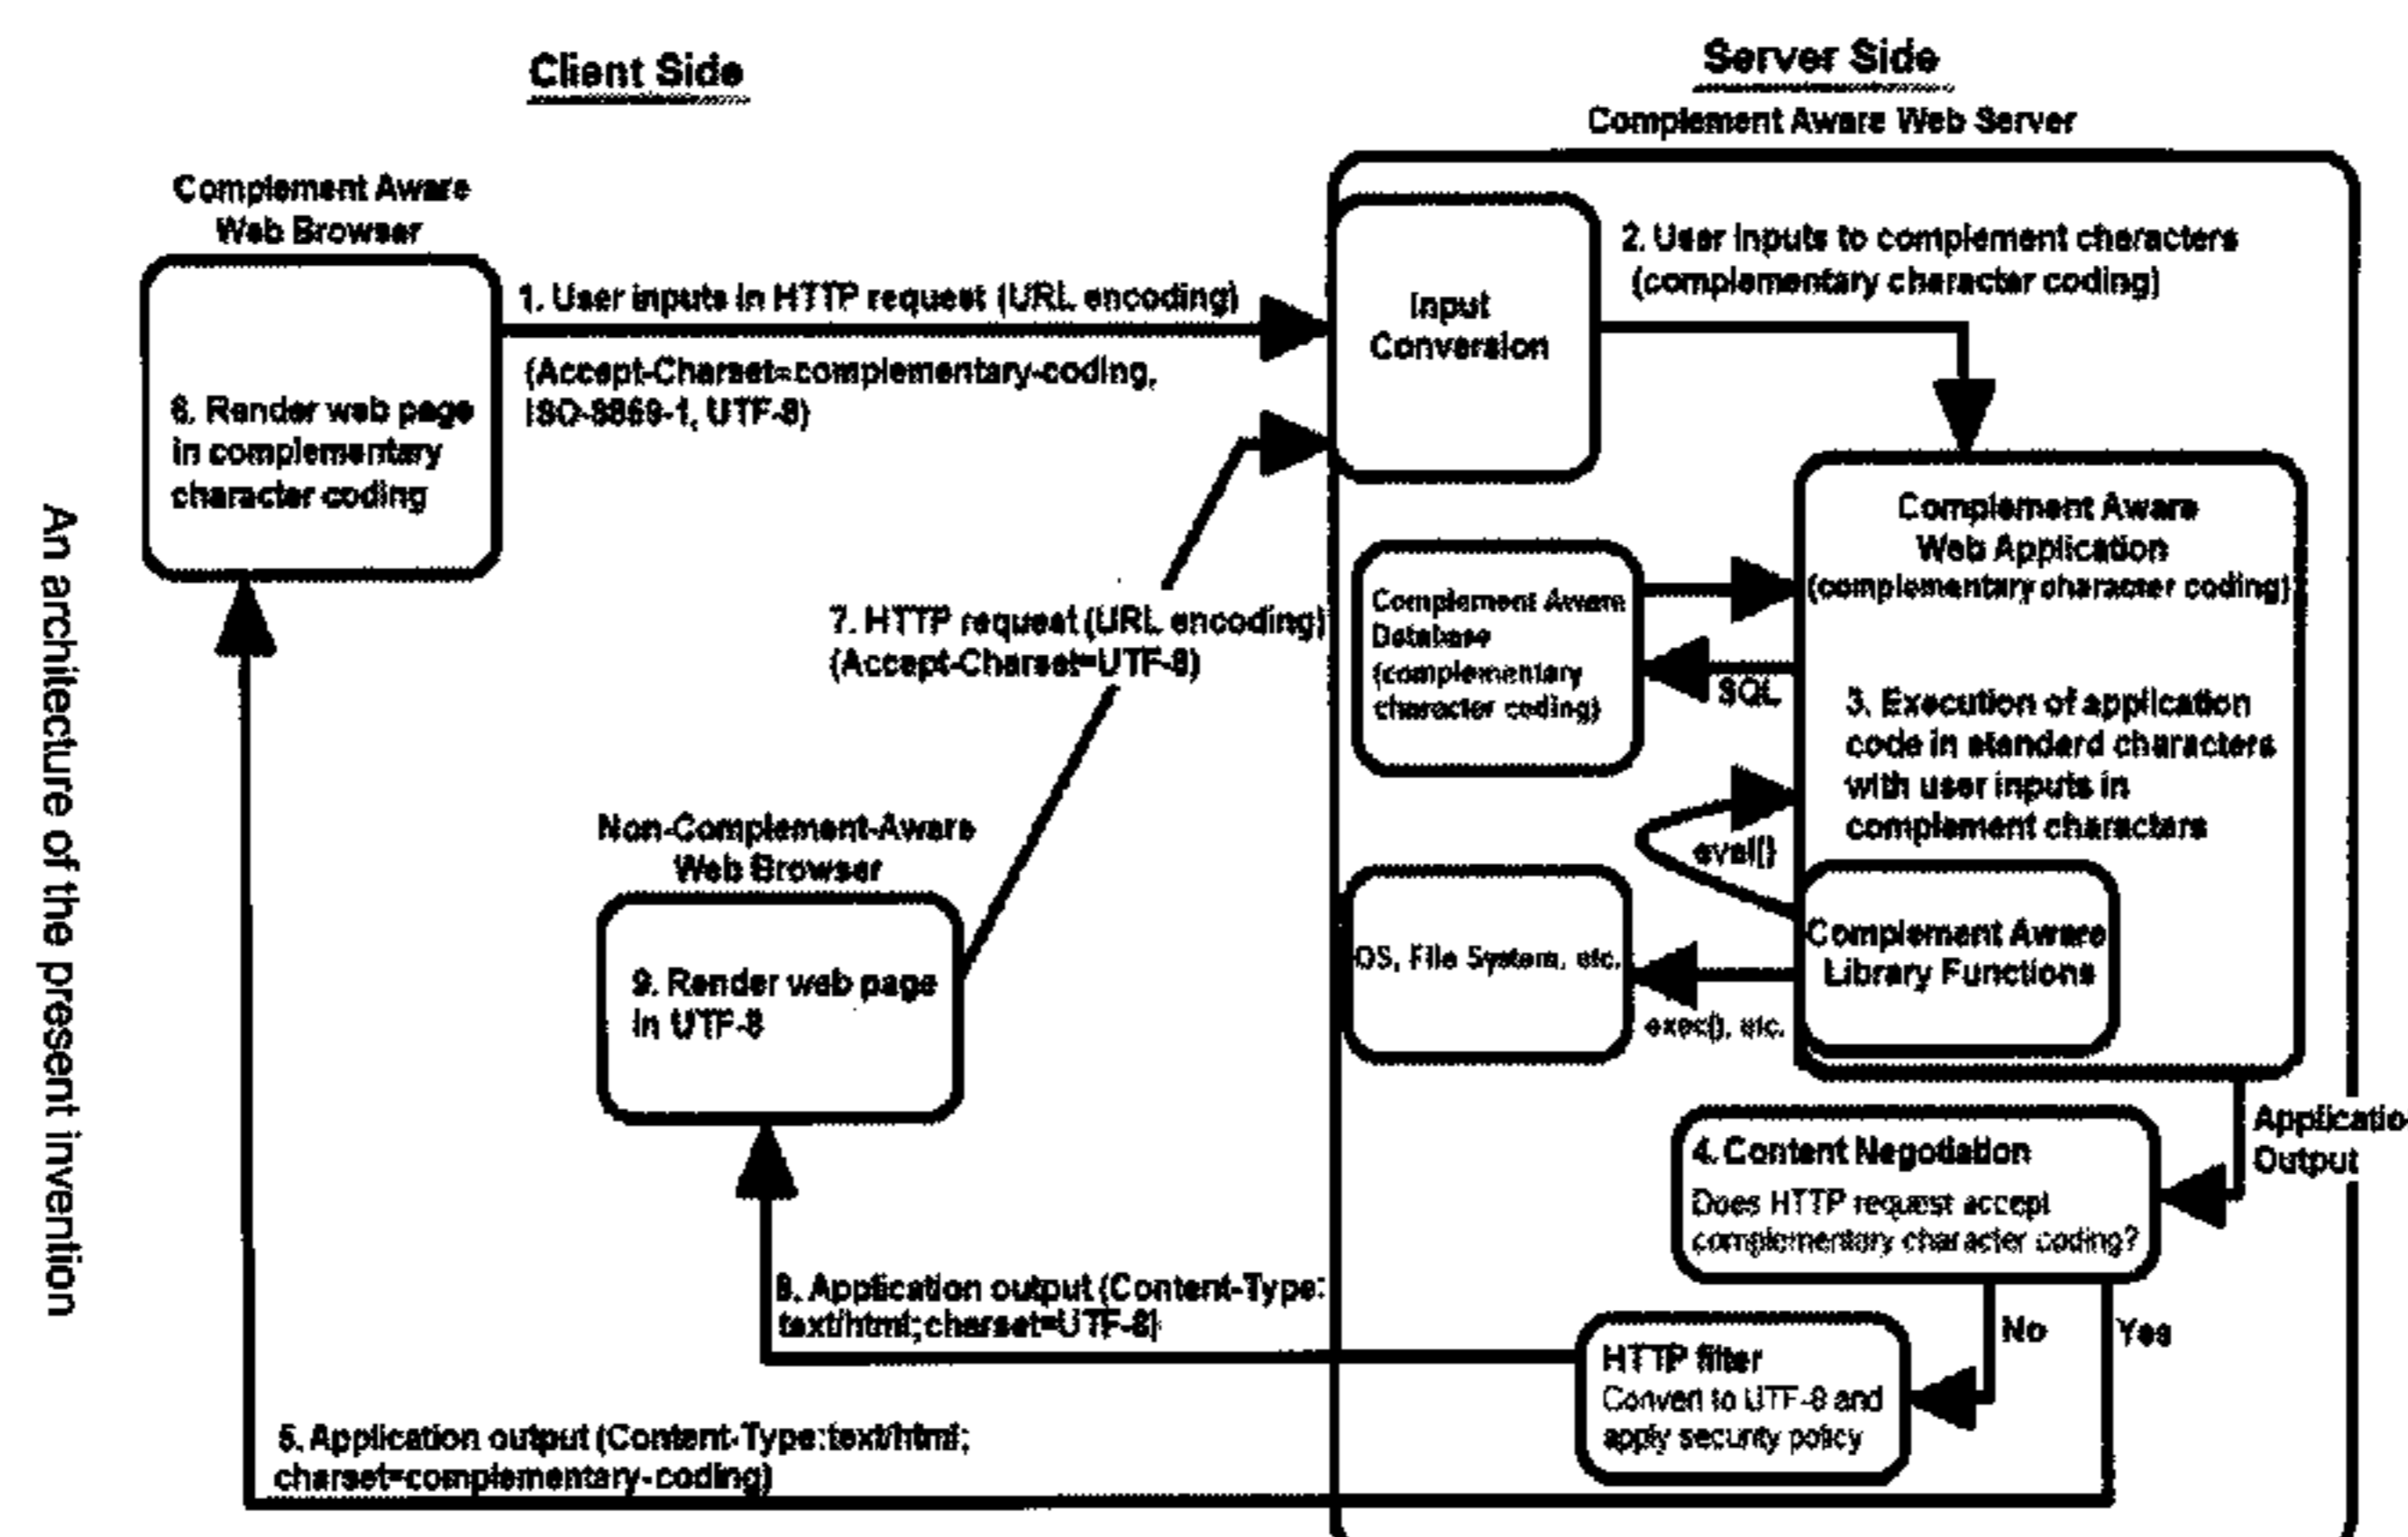 Client Side
Server Side
Complement Aware Web Server
Complement Aware
Web Browser
6. Render web page
in complementary
character coding
1. User inputs in HTTP request (URL encoding)
(Accept-Charset=complementary-coding,
ISO-8859-1, UTF-8)
Input
Conversion
2. User inputs to complement characters
(complementary character coding)
Complement Aware
Web Application
(complementary character coding)
3. Execution of application
code in standard characters
with user inputs in
complement characters
Complement Aware
Database
(complementary
character coding)
SQL
eval()
Complement Aware
Library Functions
OS, File System, etc.
exec(), etc.
7. HTTP request (URL encoding)
(Accept-Charset=UTF-8)
Non-Complement-Aware
Web Browser
9. Render web page
in UTF-8
Applicatio
Output
4. Content Negotiation
Does HTTP request accept
complementary character coding?
No
Yes
HTTP filter
Convert to UTF-8 and
apply security policy
8. Application output (Content-Type:
text/html; charset=UTF-8)
5. Application output (Content-Type:text/html;
charset=complementary-coding)
An architecture of the present invention